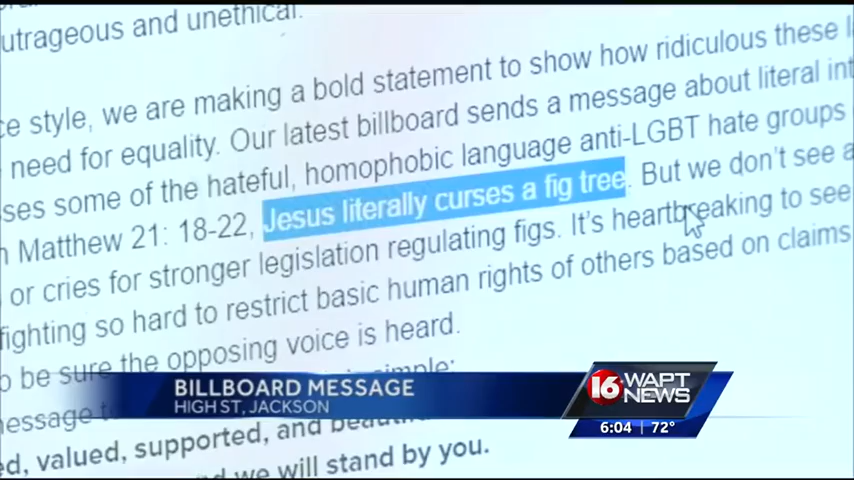 utrageous and unethical.
ce style, we are making a bold statement to show how ridiculous these
need for equality. Our latest billboard sends a message about literal int
ses some of the hateful, homophobic language anti-LGBT hate groups
n Matthew 21: 18-22, Jesus literally curses a fig tree. But we don't see a
or cries for stronger legislation regulating figs. It's heartbreaking to see
fighting so hard to restrict basic human rights of others based on claims
o be sure the opposing voice is heard.
simple:
essage
ed, valued, supported, and
we will stand by you.
BILLBOARD MESSAGE
HIGH ST, JACKSON
16 WAPT
NEWS
6:04 72°